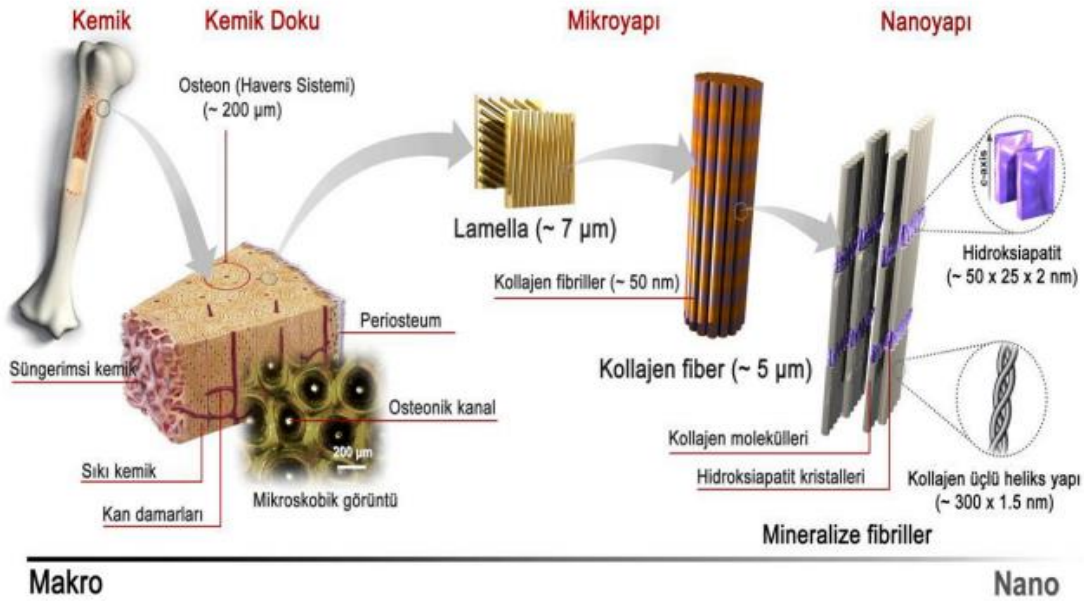 Kemik
Kemik Doku
Mikroyapı
Nanoyapı
Osteon (Havers Sistemi)
(~ 200 µm)
Lamella (~ 7 µm)
Kollajen fibriller (~ 50 nm)
Kollajen fiber (~ 5 µm)
c-axis
Hidroksiapatit
(~ 50 x 25 x 2 nm)
Periosteum
Süngerimsi kemik
Osteonik kanal
200 µm
Sıkı kemik
Kan damarları
Mikroskobik görüntü
Kollajen molekülleri
Hidroksiapatit kristalleri
Kollajen üçlü heliks yapı
(~ 300 x 1.5 nm)
Mineralize fibriller
Makro
Nano